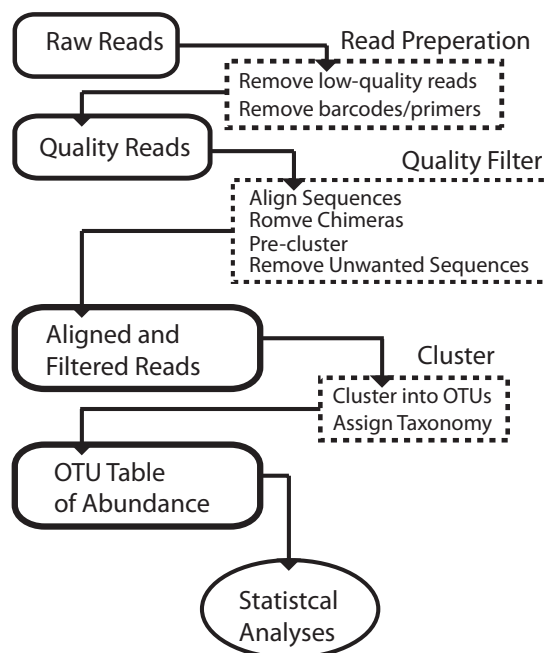 Raw Reads
Read Preperation
Remove low-quality reads
Remove barcodes/primers
Quality Reads
Quality Filter
Align Sequences
Romve Chimeras
Pre-cluster
Remove Unwanted Sequences
Aligned and
Filtered Reads
Cluster
Cluster into OTUs
Assign Taxonomy
OTU Table
of Abundance
Statistcal
Analyses